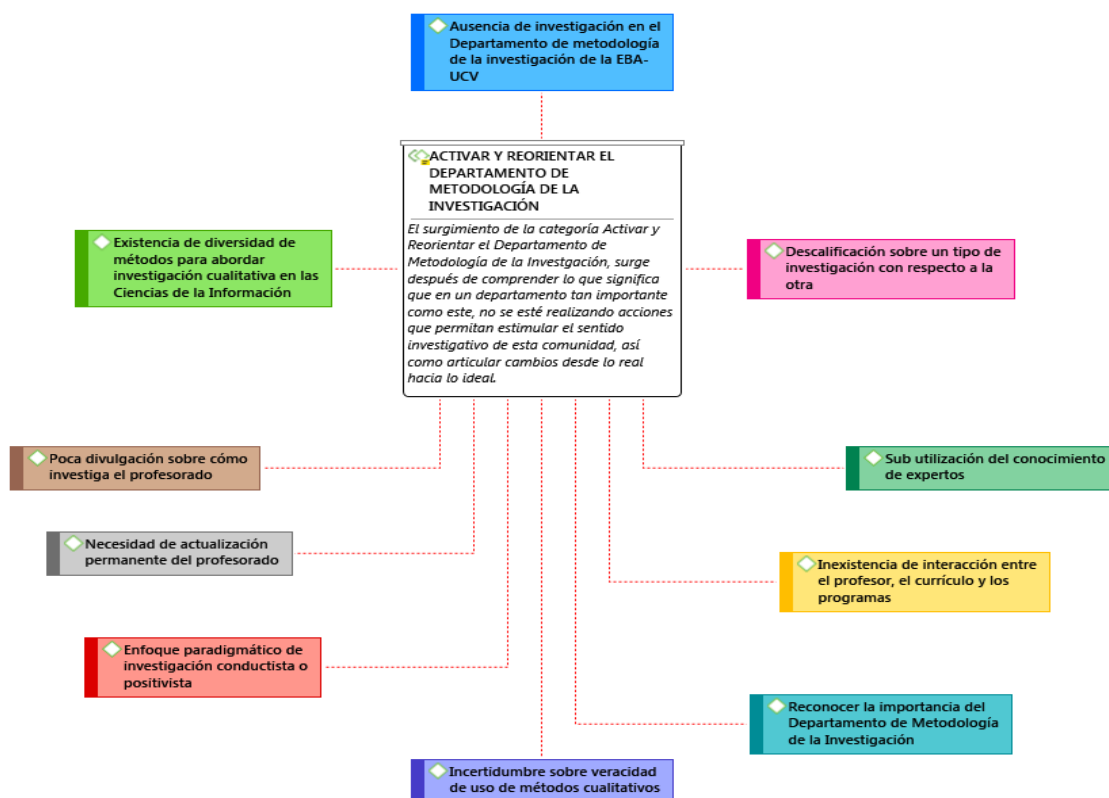 Ausencia de investigación en el
Departamento de metodología
de la investigación de la EBA-
UCV
ACTIVAR Y REORIENTAR EL
DEPARTAMENTO DE
METODOLOGÍA DE LA
INVESTIGACIÓN
El surgimiento de la categoría Activar y
Reorientar el Departamento de
Metodología de la Investgación, surge
después de comprender lo que significa
que en un departamento tan importante
como este, no se esté realizando acciones
que permitan estimular el sentido
investigativo de esta comunidad, así
como articular cambios desde lo real
hacia lo ideal.
Existencia de diversidad de
métodos para abordar
investigación cualitativa en las
Ciencias de la Información
Descalificación sobre un tipo de
investigación con respecto a la
otra
Poca divulgación sobre cómo
investiga el profesorado
Sub utilización del conocimiento
de expertos
Necesidad de actualización
permanente del profesorado
Inexistencia de interacción entre
el profesor, el currículo y los
programas
Enfoque paradigmático de
investigación conductista o
positivista
Reconocer la importancia del
Departamento de Metodología
de la Investigación
Incertidumbre sobre veracidad
de uso de métodos cualitativos